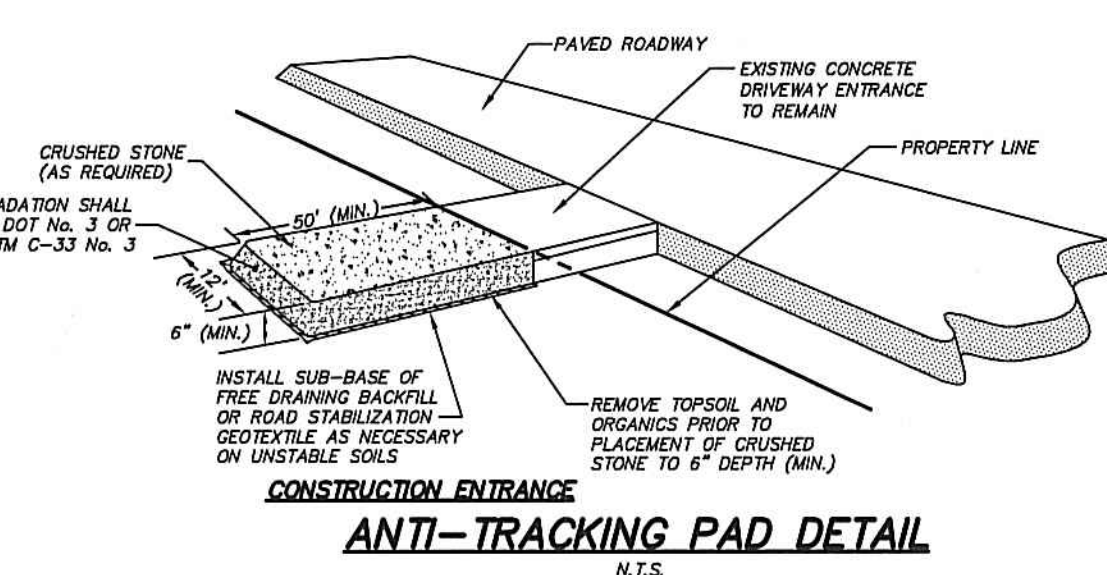 PAVED ROADWAY
EXISTING CONCRETE
DRIVEWAY ENTRANCE
TO REMAIN
PROPERTY LINE
CRUSHED STONE
(AS REQUIRED)
SHALL
DOT No. 3 OR
C-33 No. 3
50' (MIN.)
12'
(MIN.)
6" (MIN.)
INSTALL SUB-BASE OF
FREE DRAINING BACKFILL
OR ROAD STABILIZATION
GEOTEXTILE AS NECESSARY
ON UNSTABLE SOILS
REMOVE TOPSOIL AND
ORGANICS PRIOR TO
PLACEMENT OF CRUSHED
STONE TO 6" DEPTH (MIN.)
CONSTRUCTION ENTRANCE
ANTI-TRACKING PAD DETAIL
N.T.S.